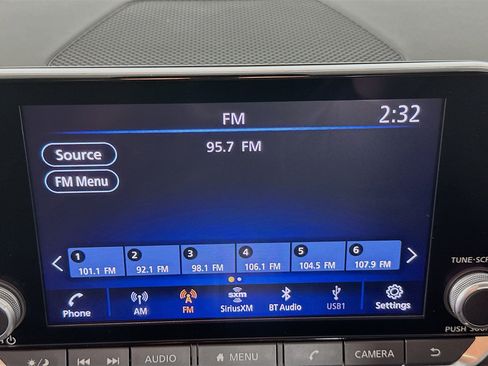 FM
2:32
Source
95.7 FM
FM Menu
1 2 3 4 5 6
101.1 FM 92.1 FM 98.1 FM 106.1 FM 104.5 FM 107.9 FM
TUNE·SCR
Phone AM FM sxm SiriusXM BT Audio USB1 Settings
PUSH SOUN
AUDIO MENU CAMERA